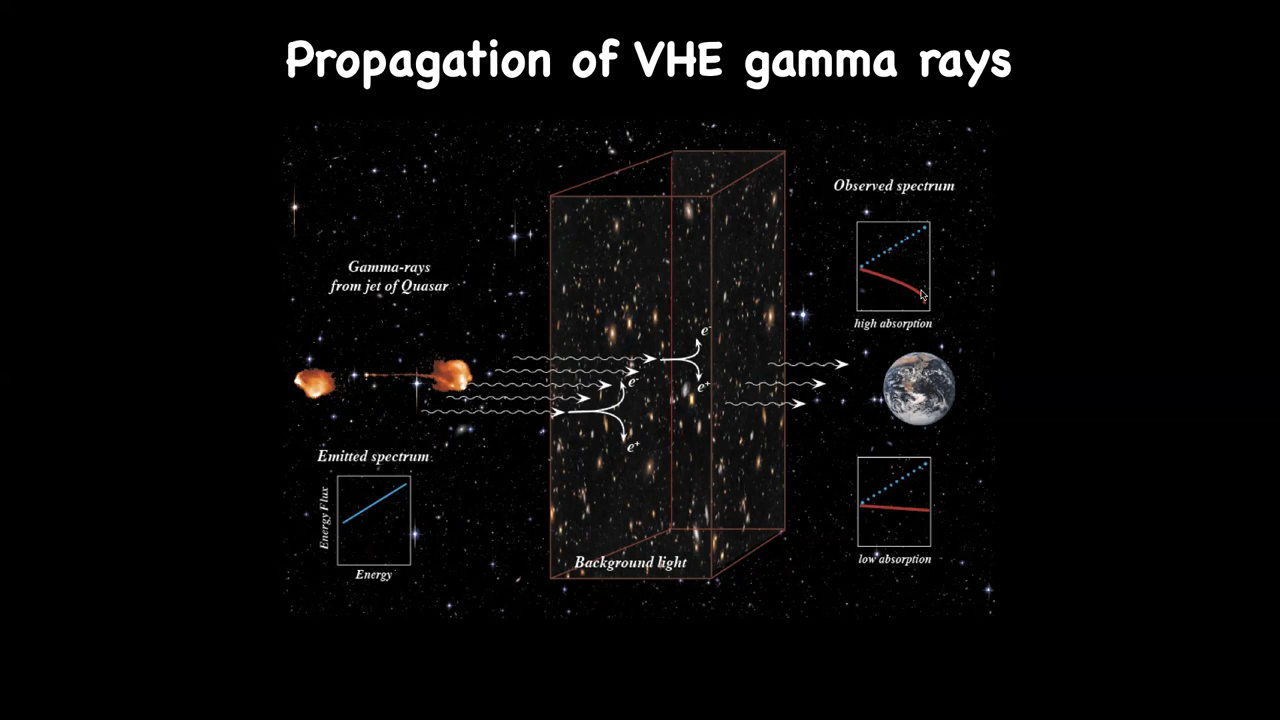 Propagation of VHE gamma rays
Observed spectrum
Gamma-rays
from jet of Quasar
high absorption
e-
e+
e-
e+
Emitted spectrum
Energy Flux
Energy
Background light
low absorption